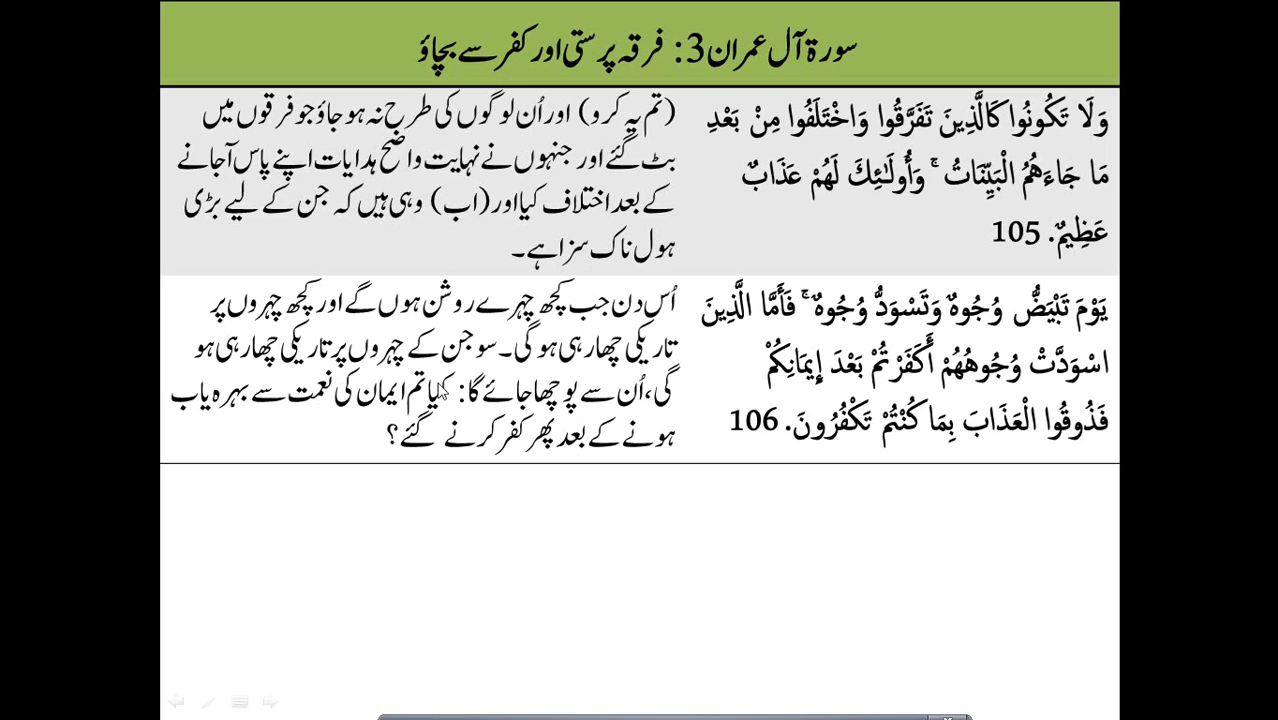 سورۃ آل عمران 3: فرقہ پرستی اور کفر سے بچاؤ
وَلَا تَكُونُوا كَالَّذِينَ تَفَرَّقُوا وَاخْتَلَفُوا مِنْ بَعْدِ
مَا جَاءَهُمُ الْبَيِّنَاتُ ۚ وَأُولَٰئِكَ لَهُمْ عَذَابٌ
عَظِيمٌ. 105
(تم یہ کرو) اور اُن لوگوں کی طرح نہ ہو جاؤ جو فرقوں میں
بٹ گئے اور جنہوں نے نہایت واضح ہدایات اپنے پاس آ جانے
کے بعد اختلاف کیا اور (اب) وہی ہیں کہ جن کے لیے بڑی
ہول ناک سزا ہے۔
يَوْمَ تَبْيَضُّ وُجُوهٌ وَتَسْوَدُّ وُجُوهٌ ۚ فَأَمَّا الَّذِينَ
اسْوَدَّتْ وُجُوهُهُمْ أَكَفَرْتُمْ بَعْدَ إِيمَانِكُمْ
فَذُوقُوا الْعَذَابَ بِمَا كُنْتُمْ تَكْفُرُونَ. 106
اُس دن جب کچھ چہرے روشن ہوں گے اور کچھ چہروں پر
تاریکی چھا رہی ہو گی۔ سو جن کے چہروں پر تاریکی چھا رہی ہو
گی، اُن سے پوچھا جائے گا: کیا تم ایمان کی نعمت سے بہرہ یاب
ہونے کے بعد پھر کفر کرنے گئے؟